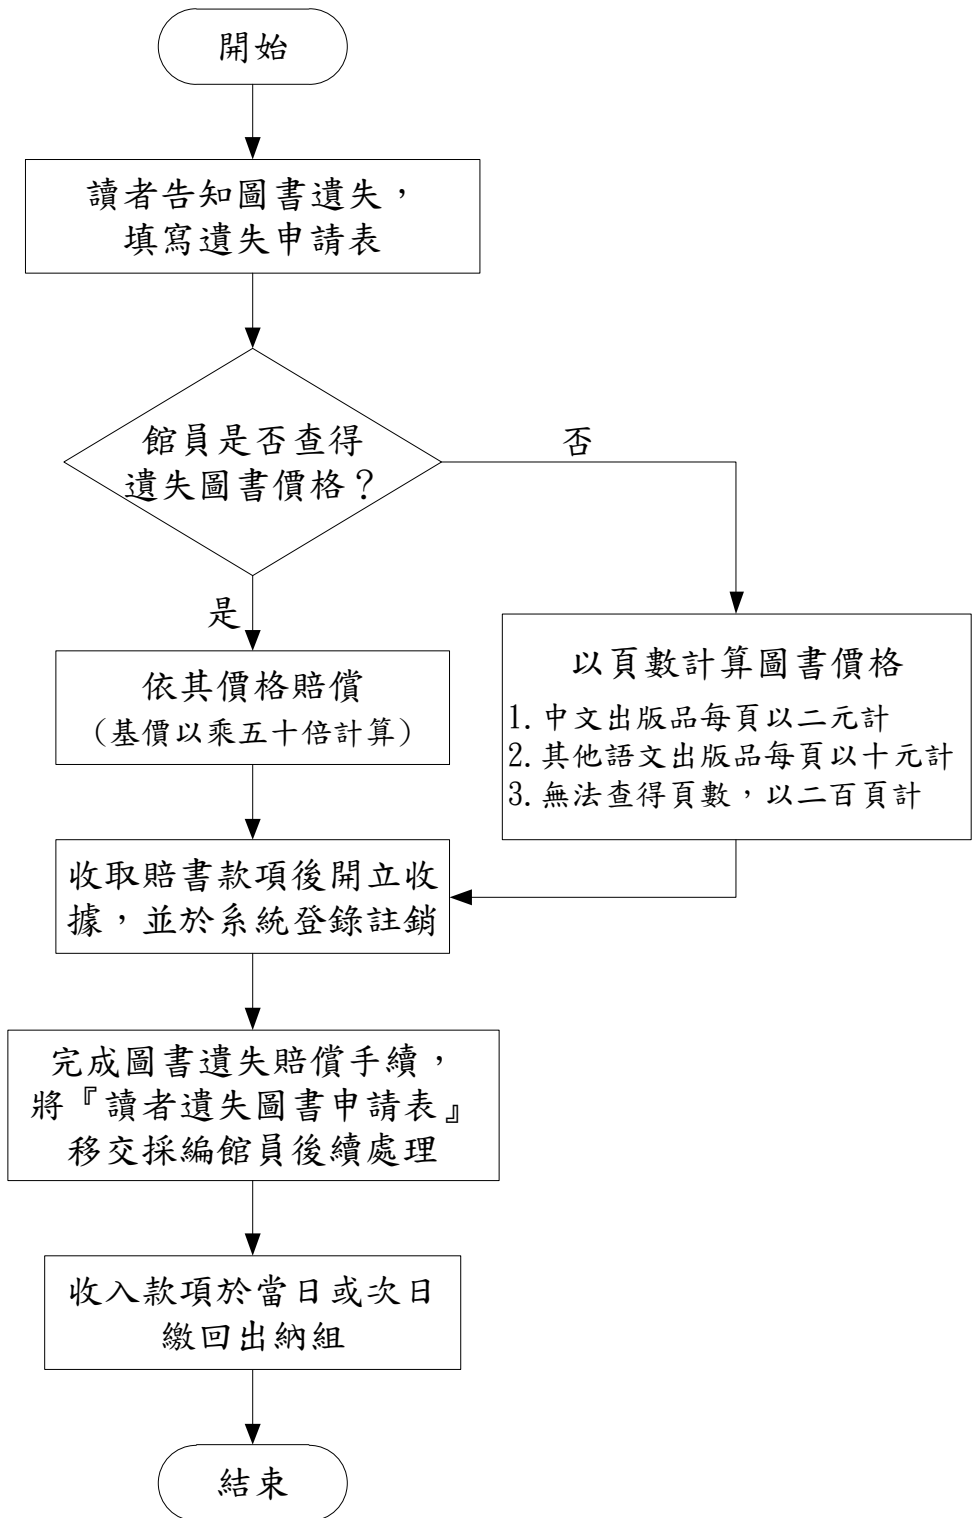 開始
讀者告知圖書遺失，
填寫遺失申請表
館員是否查得
遺失圖書價格？
否
是
依其價格賠償
（基價以乘五十倍計算）
以頁數計算圖書價格
1.中文出版品每頁以二元計
2.其他語文出版品每頁以十元計
3.無法查得頁數，以二百頁計
收取賠書款項後開立收
據，並於系統登錄註銷
完成圖書遺失賠償手續，
將『讀者遺失圖書申請表』
移交採編館員後續處理
收入款項於當日或次日
繳回出納組
結束